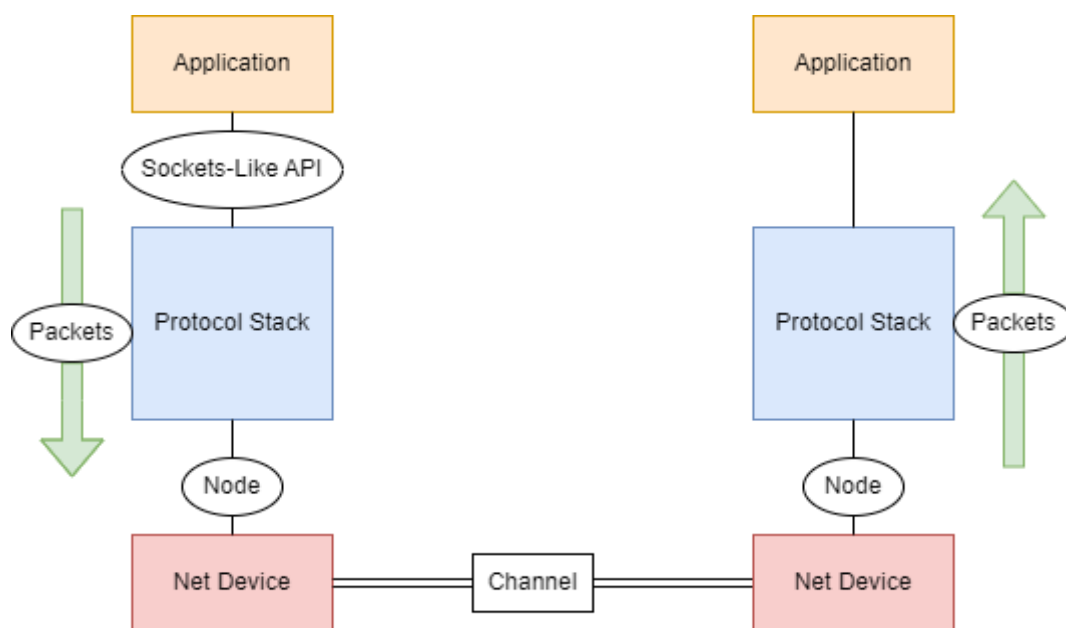 Application
Application
Sockets-Like API
Packets
Protocol Stack
Protocol Stack
Packets
Node
Node
Net Device
Channel
Net Device